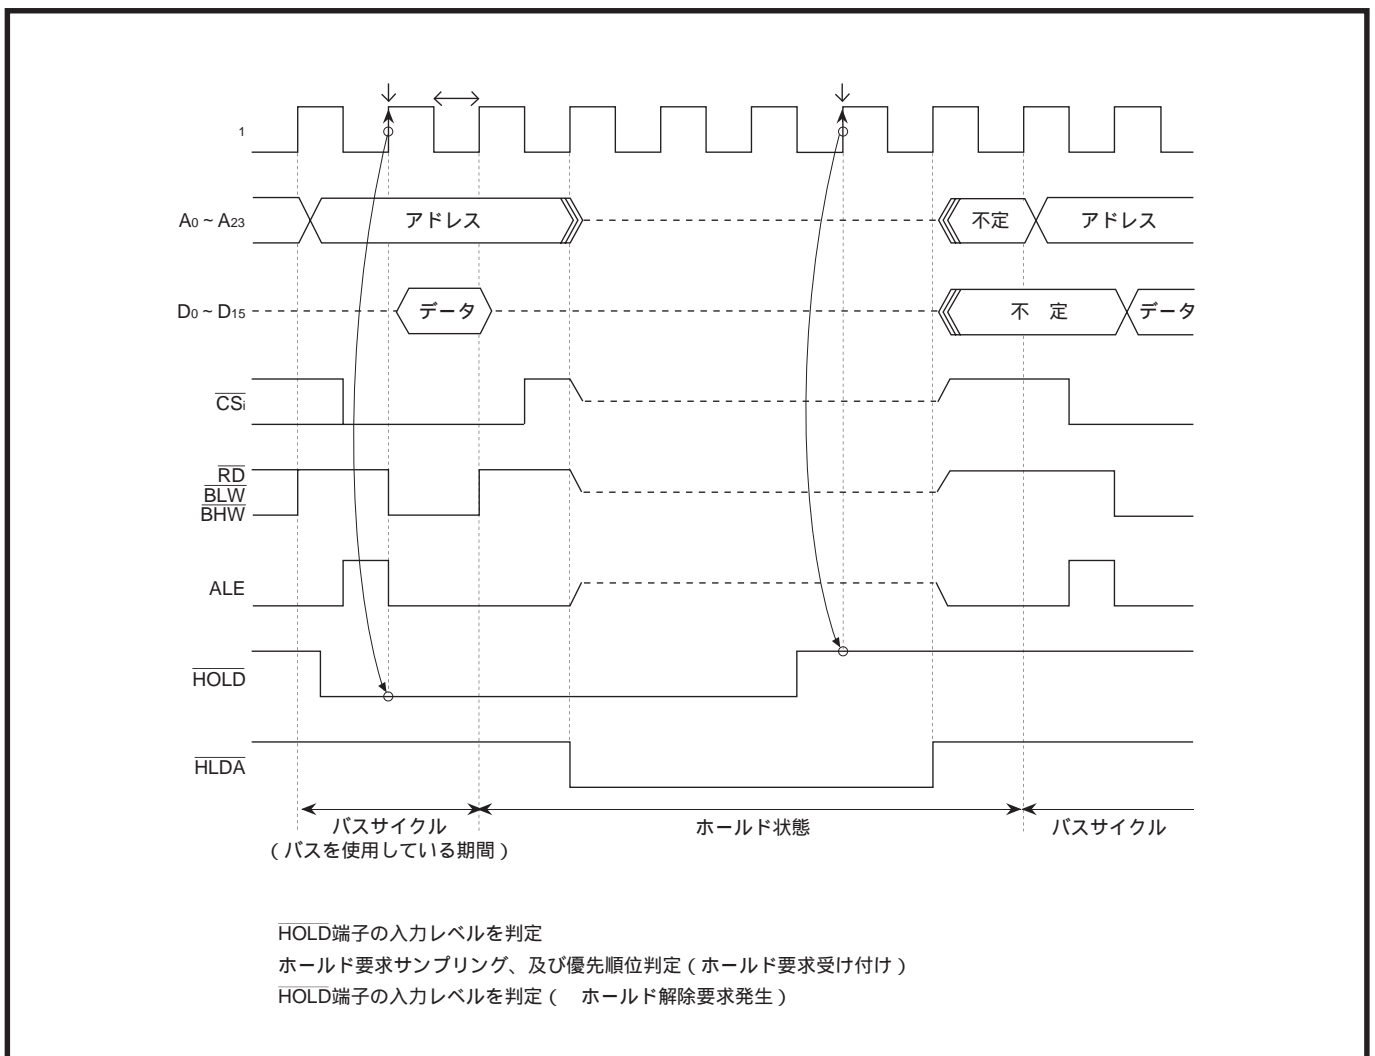 1
A0 ~ A23
アドレス
不定
アドレス
D0 ~ D15
データ
不 定
データ
CSi
RD
BLW
BHW
ALE
HOLD
HLDA
バスサイクル
ホールド状態
バスサイクル
(バスを使用している期間)
HOLD端子の入力レベルを判定
ホールド要求サンプリング、及び優先順位判定(ホールド要求受け付け)
HOLD端子の入力レベルを判定( ホールド解除要求発生)